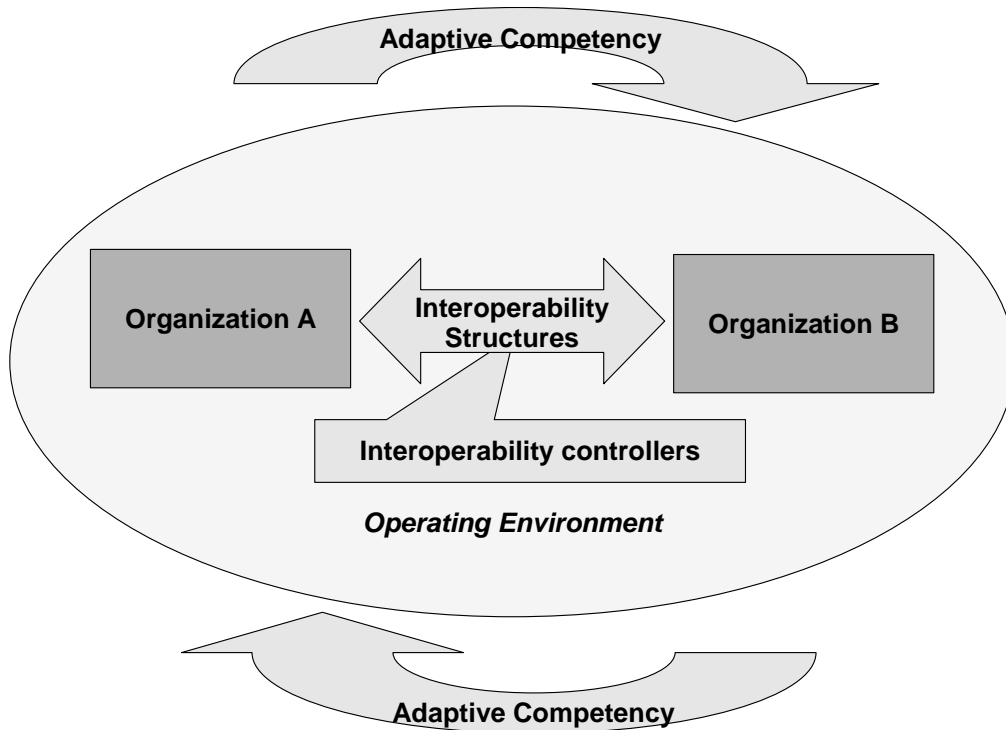 Adaptive Competency
Organization A
Interoperability
Structures
Organization B
Interoperability controllers
Operating Environment
Adaptive Competency